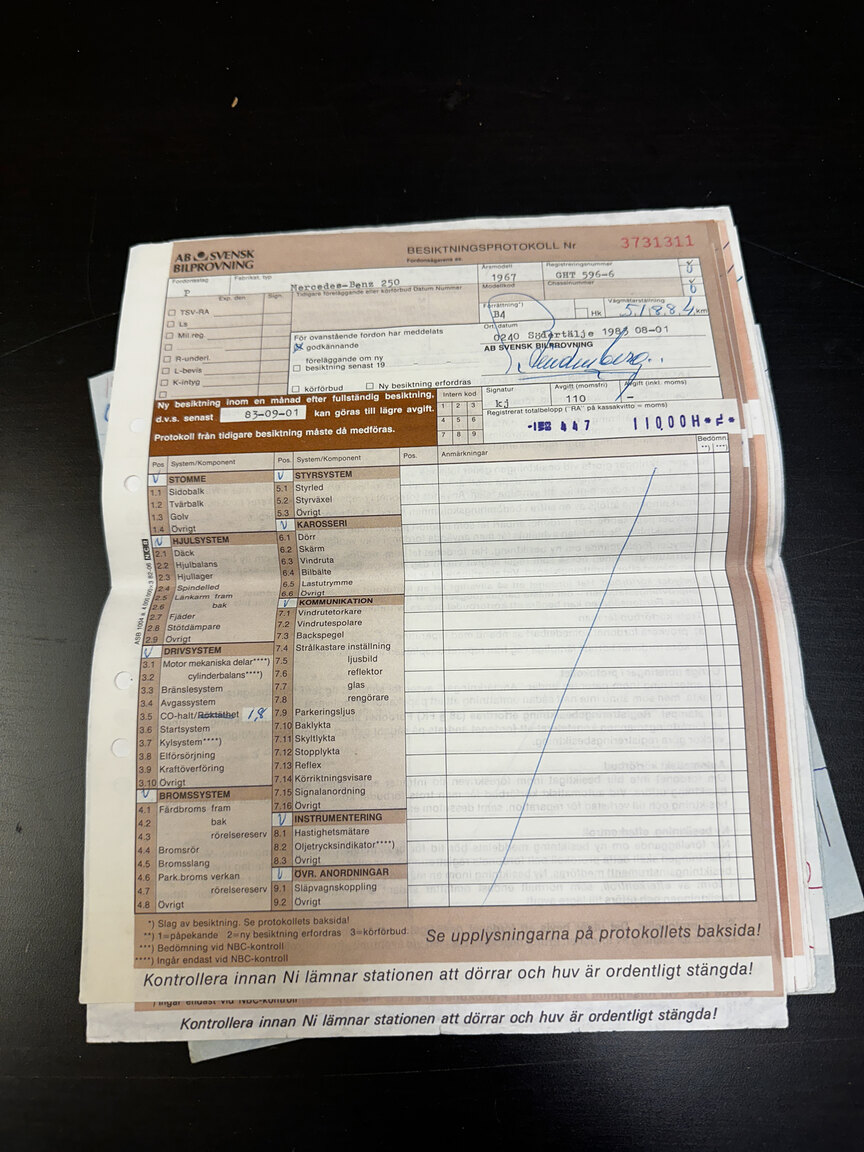 AB SVENSK
BILPROVNING
BESIKTNINGSPROTOKOLL Nr 3731311
Fordonsägarens ex.
Fordonsslag
P
Fabrikat, typ
Mercedes-Benz 250
Årsmodell
1967
Registreringsnummer
GHT 596-6
Exp. den
Sign.
Tidigare föreläggande eller körförbud Datum Nummer
Modellkod
Chassinummer
TSV-RA
Ls
Mil reg.
R-underl.
L-bevis
K-intyg
Förrättning*)
B4
Hk
Vägmätarställning
51884 km
För ovanstående fordon har meddelats
godkännande
föreläggande om ny
besiktning senast 19
körförbud
Ny besiktning erfordras
Ort, datum
0240 Södertälje 1983 08-01
AB SVENSK BILPROVNING
Ny besiktning inom en månad efter fullständig besiktning,
d.v.s. senast 83-09-01 kan göras till lägre avgift.
Protokoll från tidigare besiktning måste då medföras.
Intern kod
1 2 3
4 5 6
7 8 9
Signatur
kj
Avgift (momsfri)
110
Avgift (inkl. moms)
–
Registrerat totalbelopp ("RA" på kassakvitto = moms)
Pos System/Komponent
Pos. System/Komponent
Pos. Anmärkningar
Bedömn.
**) ***)
STOMME
1.1 Sidobalk
1.2 Tvärbalk
1.3 Golv
1.4 Övrigt
HJULSYSTEM
2.1 Däck
2.2 Hjulbalans
2.3 Hjullager
2.4 Spindelled
2.5 Länkarm fram
2.6 bak
2.7 Fjäder
2.8 Stötdämpare
2.9 Övrigt
DRIVSYSTEM
3.1 Motor mekaniska delar****)
3.2 cylinderbalans****)
3.3 Bränslesystem
3.4 Avgassystem
3.5 CO-halt/Röktäthet 1,8
3.6 Startsystem
3.7 Kylsystem****)
3.8 Elförsörjning
3.9 Kraftöverföring
3.10 Övrigt
BROMSSYSTEM
4.1 Färdbroms fram
4.2 bak
4.3 rörelsereserv
4.4 Bromsrör
4.5 Bromsslang
4.6 Park.broms verkan
4.7 rörelsereserv
4.8 Övrigt
STYRSYSTEM
5.1 Styrled
5.2 Styrväxel
5.3 Övrigt
KAROSSERI
6.1 Dörr
6.2 Skärm
6.3 Vindruta
6.4 Bilbälte
6.5 Lastutrymme
6.6 Övrigt
KOMMUNIKATION
7.1 Vindrutetorkare
7.2 Vindrutespolare
7.3 Backspegel
7.4 Strålkastare inställning
7.5 ljusbild
7.6 reflektor
7.7 glas
7.8 rengörare
7.9 Parkeringsljus
7.10 Baklykta
7.11 Skyltlykta
7.12 Stopplykta
7.13 Reflex
7.14 Körriktningsvisare
7.15 Signalanordning
7.16 Övrigt
INSTRUMENTERING
8.1 Hastighetsmätare
8.2 Oljetrycksindikator****)
8.3 Övrigt
ÖVR. ANORDNINGAR
9.1 Släpvagnskoppling
9.2 Övrigt
*) Slag av besiktning. Se protokollets baksida!
**) 1=påpekande 2=ny besiktning erfordras 3=körförbud:
***) Bedömning vid NBC-kontroll
****) Ingår endast vid NBC-kontroll
Se upplysningarna på protokollets baksida!
Kontrollera innan Ni lämnar stationen att dörrar och huv är ordentligt stängda!
) Ingår endast vid NBC-kontroll
Kontrollera innan Ni lämnar stationen att dörrar och huv är ordentligt stängda!